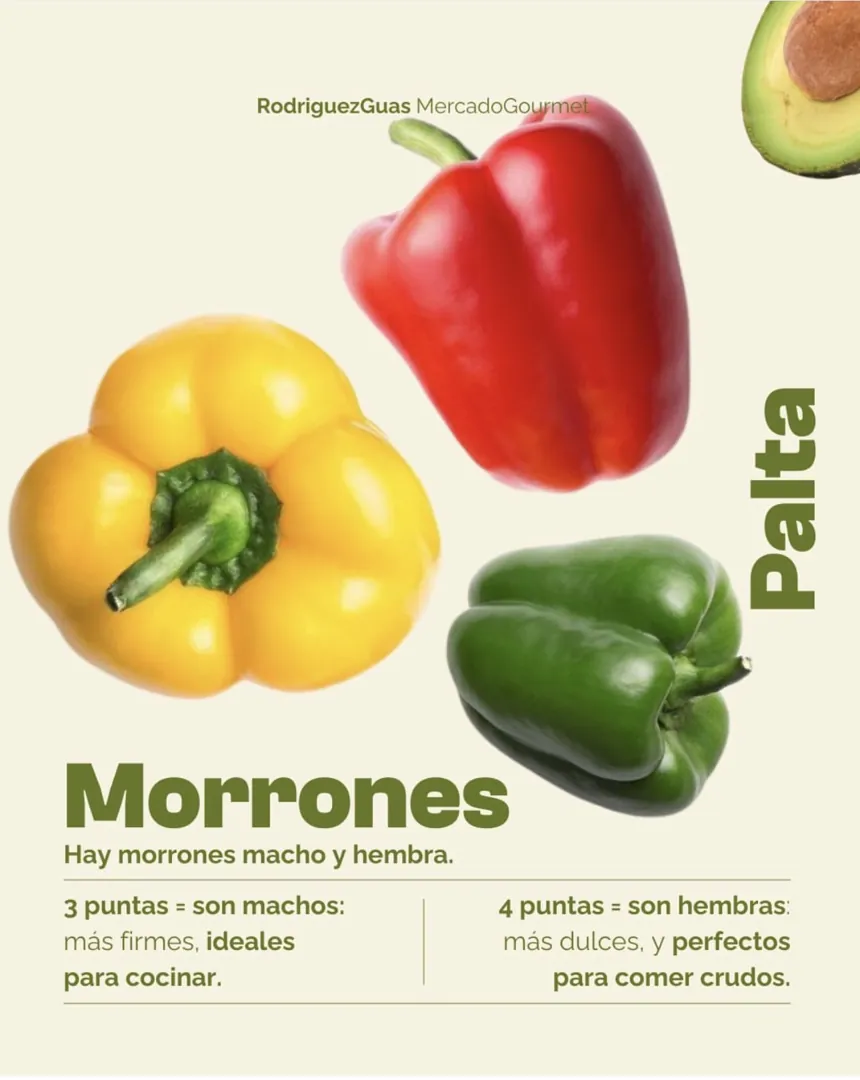 RodriguezGuas MercadoGourmet
Palta
Morrones
Hay morrones macho y hembra.
3 puntas = son machos:
más firmes, ideales
para cocinar.
4 puntas = son hembras:
más dulces, y perfectos
para comer crudos.